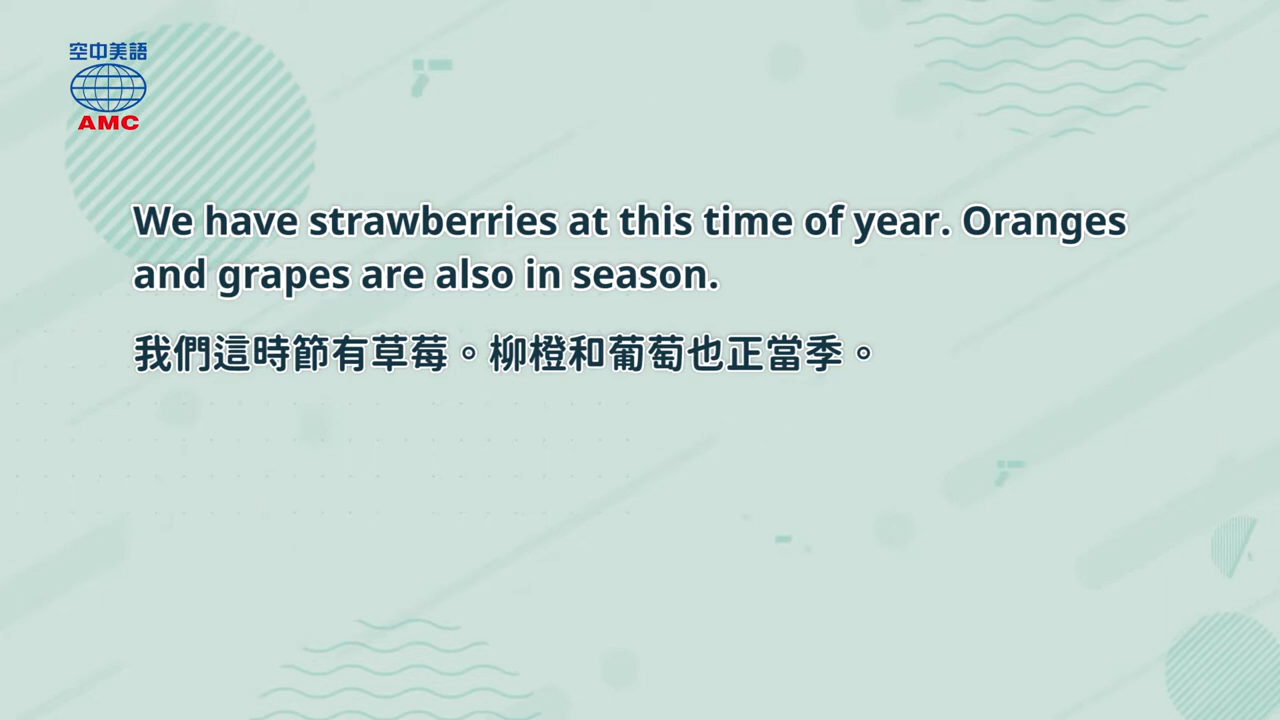 空中美語
AMC
We have strawberries at this time of year. Oranges
and grapes are also in season.
我們這時節有草莓。柳橙和葡萄也正當季。